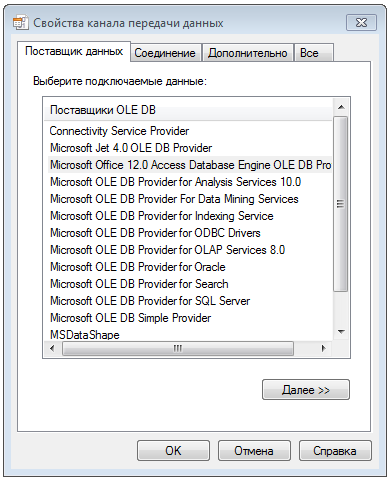 Свойства канала передачи данных
Поставщик данных Соединение Дополнительно Все
Выберите подключаемые данные:
Поставщики OLE DB
Connectivity Service Provider
Microsoft Jet 4.0 OLE DB Provider
Microsoft Office 12.0 Access Database Engine OLE DB Pro
Microsoft OLE DB Provider for Analysis Services 10.0
Microsoft OLE DB Provider For Data Mining Services
Microsoft OLE DB Provider for Indexing Service
Microsoft OLE DB Provider for ODBC Drivers
Microsoft OLE DB Provider for OLAP Services 8.0
Microsoft OLE DB Provider for Oracle
Microsoft OLE DB Provider for Search
Microsoft OLE DB Provider for SQL Server
Microsoft OLE DB Simple Provider
MSDataShape
Далее >>
OK Отмена Справка